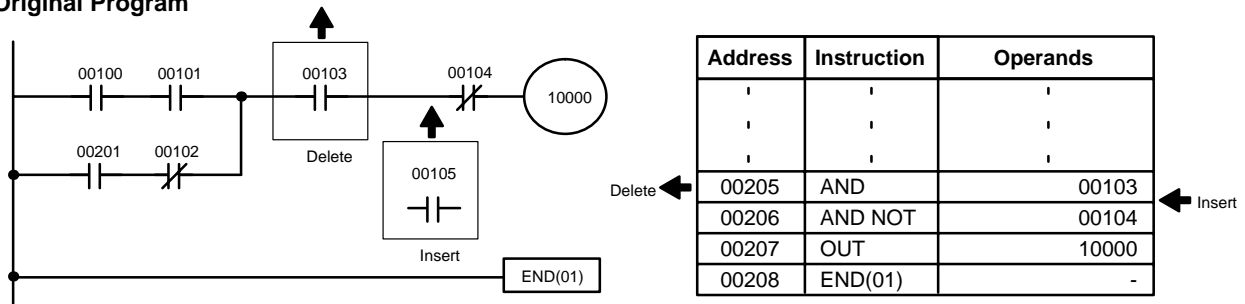 Original Program
00100 00101 00103 00104
10000
00201 00102
Delete
00105
Insert
END(01)
Address Instruction Operands
Delete 00205 AND 00103
Insert
00206 AND NOT 00104
00207 OUT 10000
00208 END(01) -